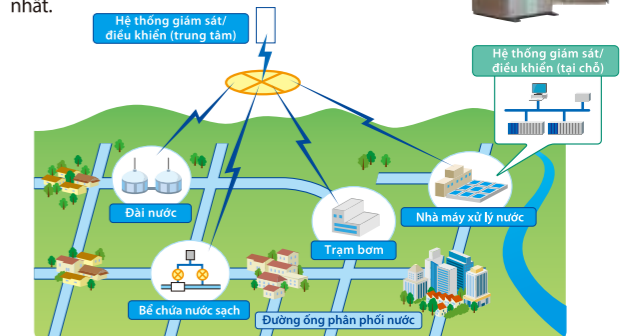 nhất.
Hệ thống giám sát/
điều khiển (trung tâm)
Hệ thống giám sát/
điều khiển (tại chỗ)
Đài nước
Nhà máy xử lý nước
Trạm bơm
Bể chứa nước sạch
Đường ống phân phối nước